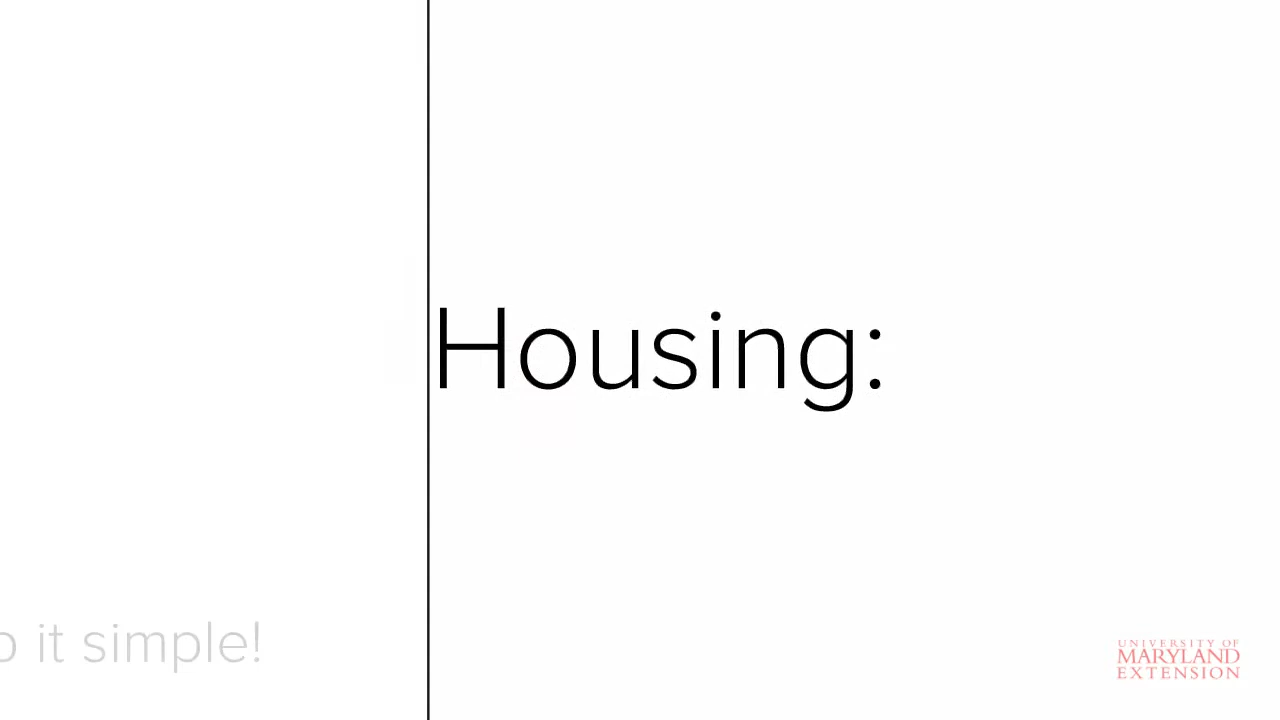 Housing:
it simple!
UNIVERSITY OF
MARYLAND
EXTENSION